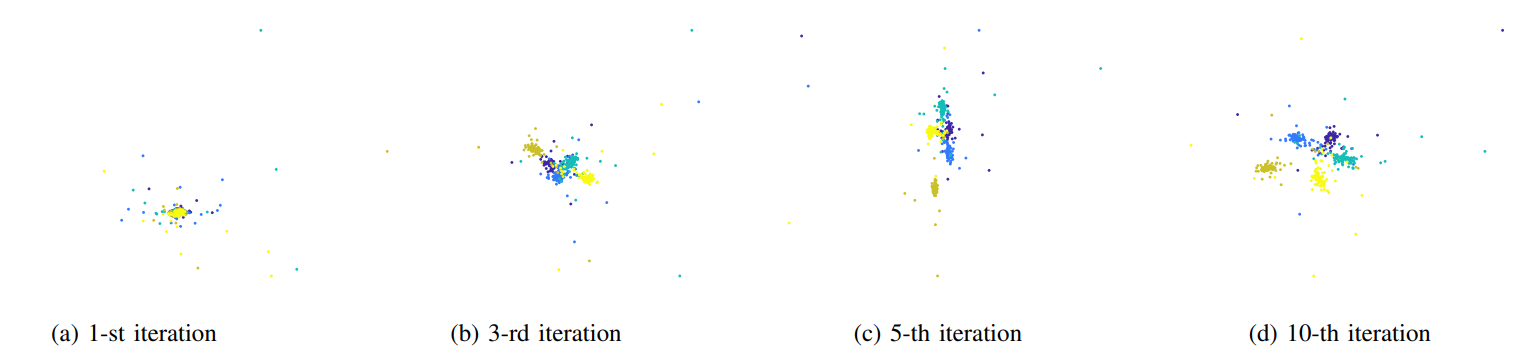 (a) 1-st iteration
(b) 3-rd iteration
(c) 5-th iteration
(d) 10-th iteration